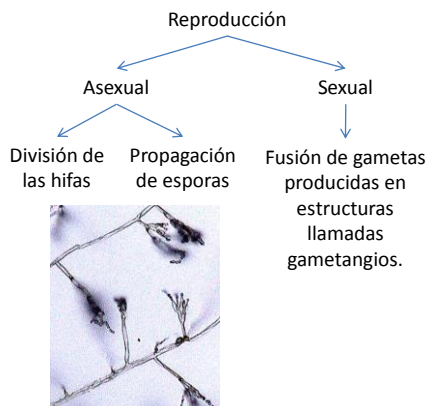 Reproducción
Asexual
Sexual
División de
las hifas
Propagación
de esporas
Fusión de gametas
producidas en
estructuras
llamadas
gametangios.